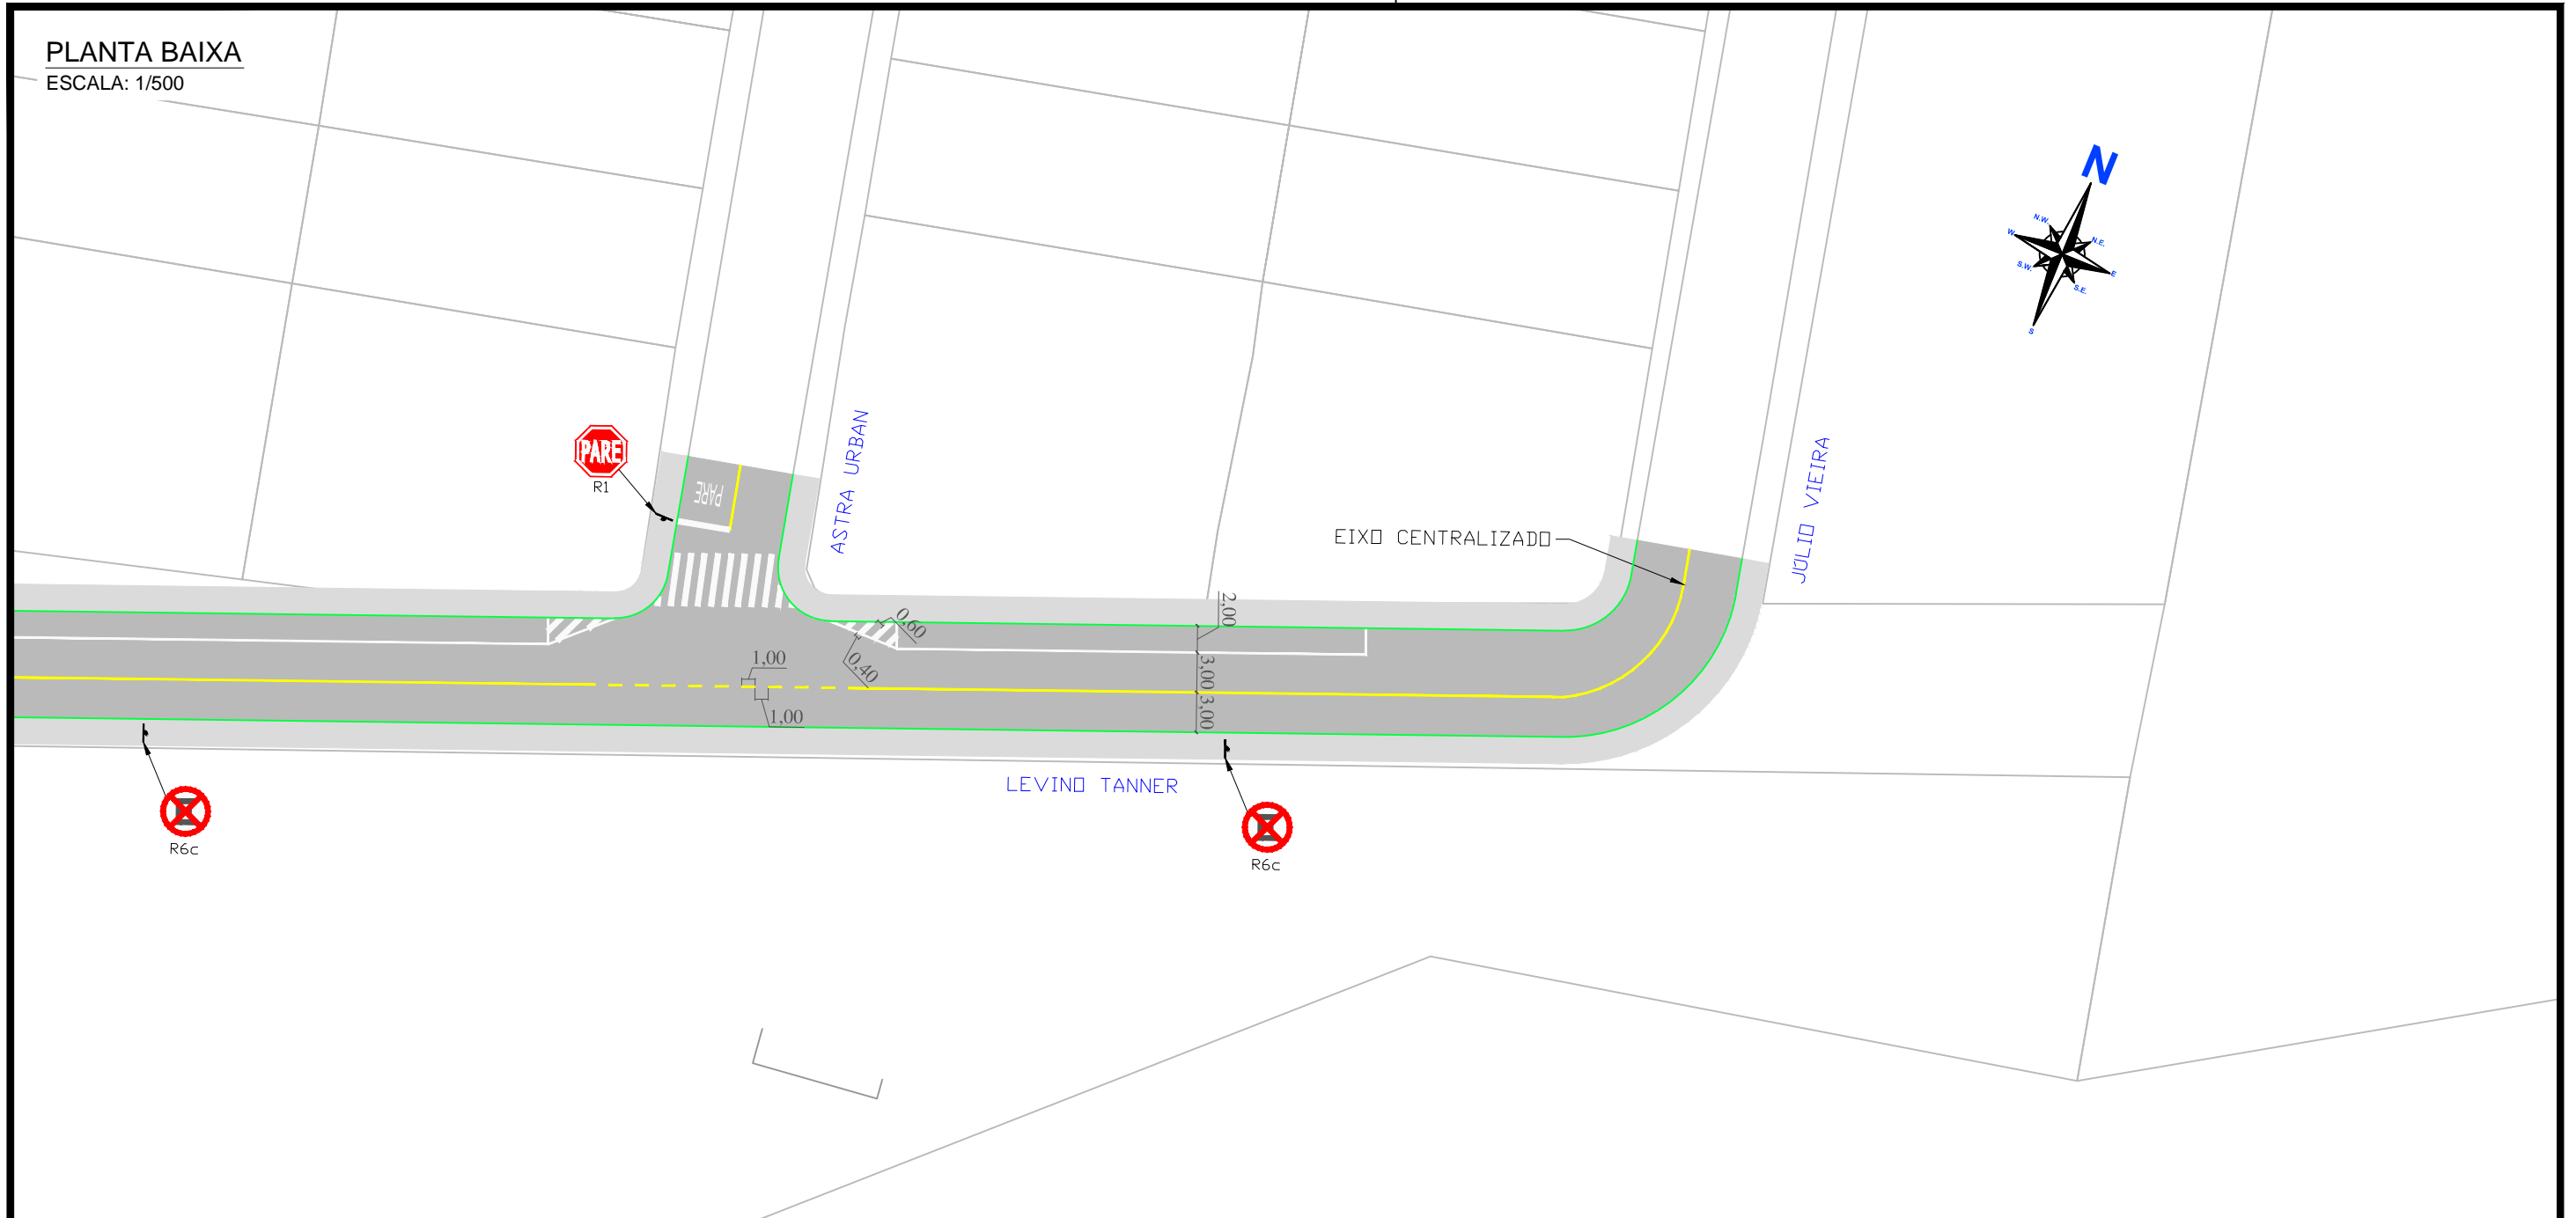 PLANTA BAIXA
ESCALA: 1/500
N
N.W.
W
N.E.
S.W.
E
S.E.
S
PARE
R1
PARE
ASTRA URBAN
JÚLIO VIEIRA
EIXO CENTRALIZADO
0,60
2,00
0,40
1,00
3,00
3,00
1,00
LEVINO TANNER
R6c
R6c